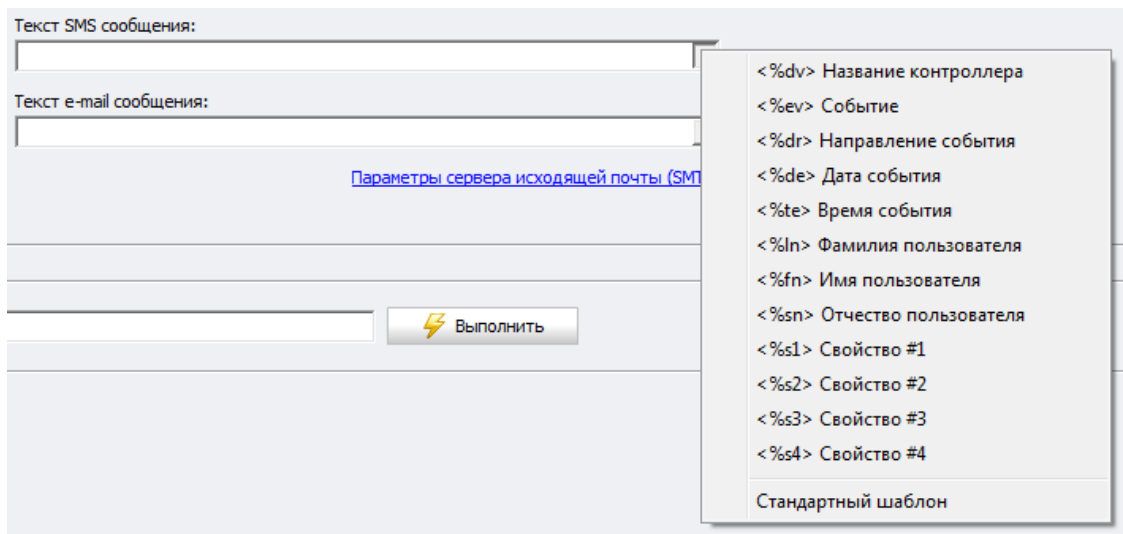 Текст SMS сообщения:
Текст e-mail сообщения:
Параметры сервера исходящей почты (SMT
Выполнить
<%dv> Название контроллера
<%ev> Событие
<%dr> Направление события
<%de> Дата события
<%te> Время события
<%ln> Фамилия пользователя
<%fn> Имя пользователя
<%sn> Отчество пользователя
<%s1> Свойство #1
<%s2> Свойство #2
<%s3> Свойство #3
<%s4> Свойство #4
Стандартный шаблон